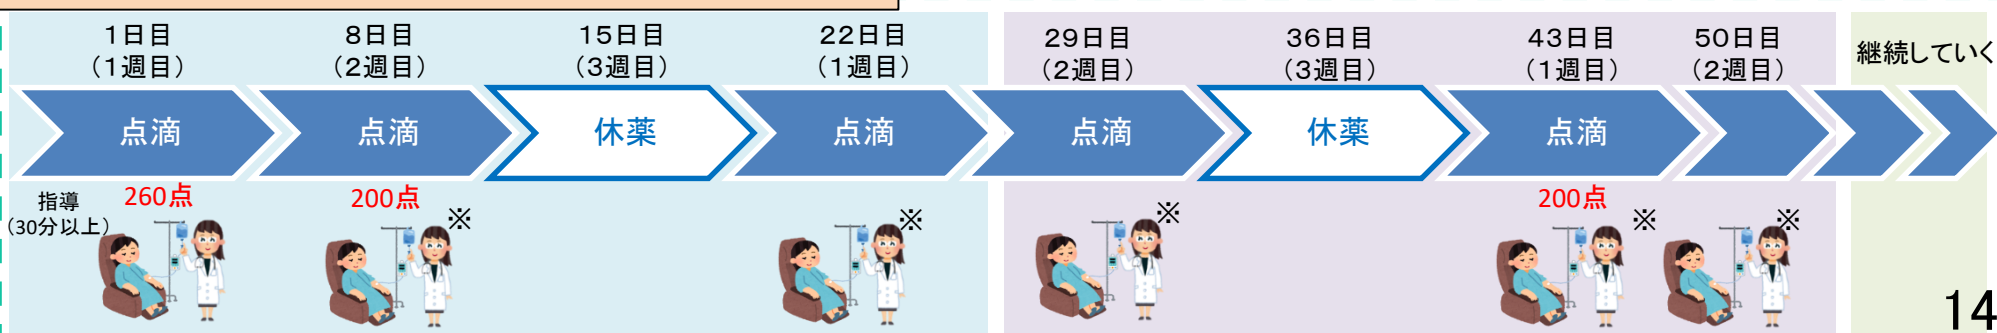 1日目
（1週目）
8日目
（2週目）
15日目
（3週目）
22日目
（1週目）
29日目
（2週目）
36日目
（3週目）
43日目
（1週目）
50日目
（2週目）
継続していく
点滴
点滴
休薬
点滴
点滴
休薬
点滴
指導
（30分以上）
260点
200点
※
※
※
200点
※
※
14